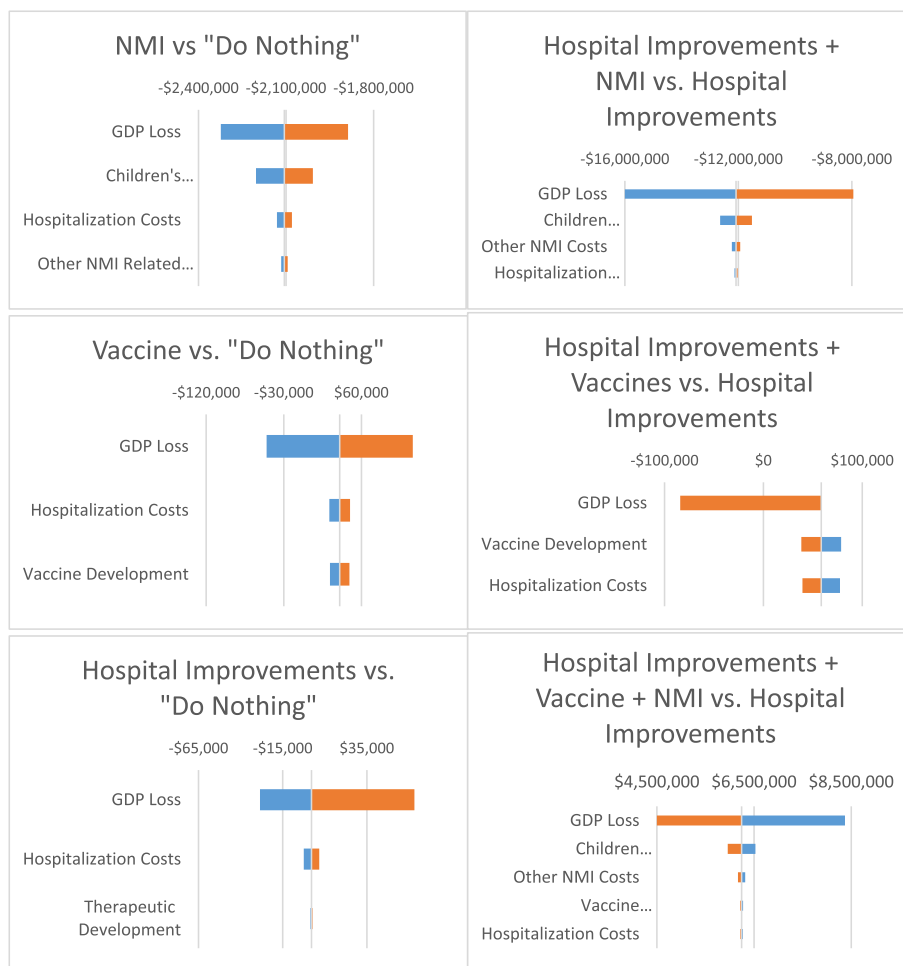 NMI vs "Do Nothing"
-$2,400,000 -$2,100,000 -$1,800,000
GDP Loss
Children's...
Hospitalization Costs
Other NMI Related...
Hospital Improvements +
NMI vs. Hospital
Improvements
-$16,000,000 -$12,000,000 -$8,000,000
GDP Loss
Children...
Other NMI Costs
Hospitalization...
Vaccine vs. "Do Nothing"
-$120,000 -$30,000 $60,000
GDP Loss
Hospitalization Costs
Vaccine Development
Hospital Improvements +
Vaccines vs. Hospital
Improvements
-$100,000 $0 $100,000
GDP Loss
Vaccine Development
Hospitalization Costs
Hospital Improvements vs.
"Do Nothing"
-$65,000 -$15,000 $35,000
GDP Loss
Hospitalization Costs
Therapeutic
Development
Hospital Improvements +
Vaccine + NMI vs. Hospital
Improvements
$4,500,000 $6,500,000 $8,500,000
GDP Loss
Children...
Other NMI Costs
Vaccine...
Hospitalization Costs